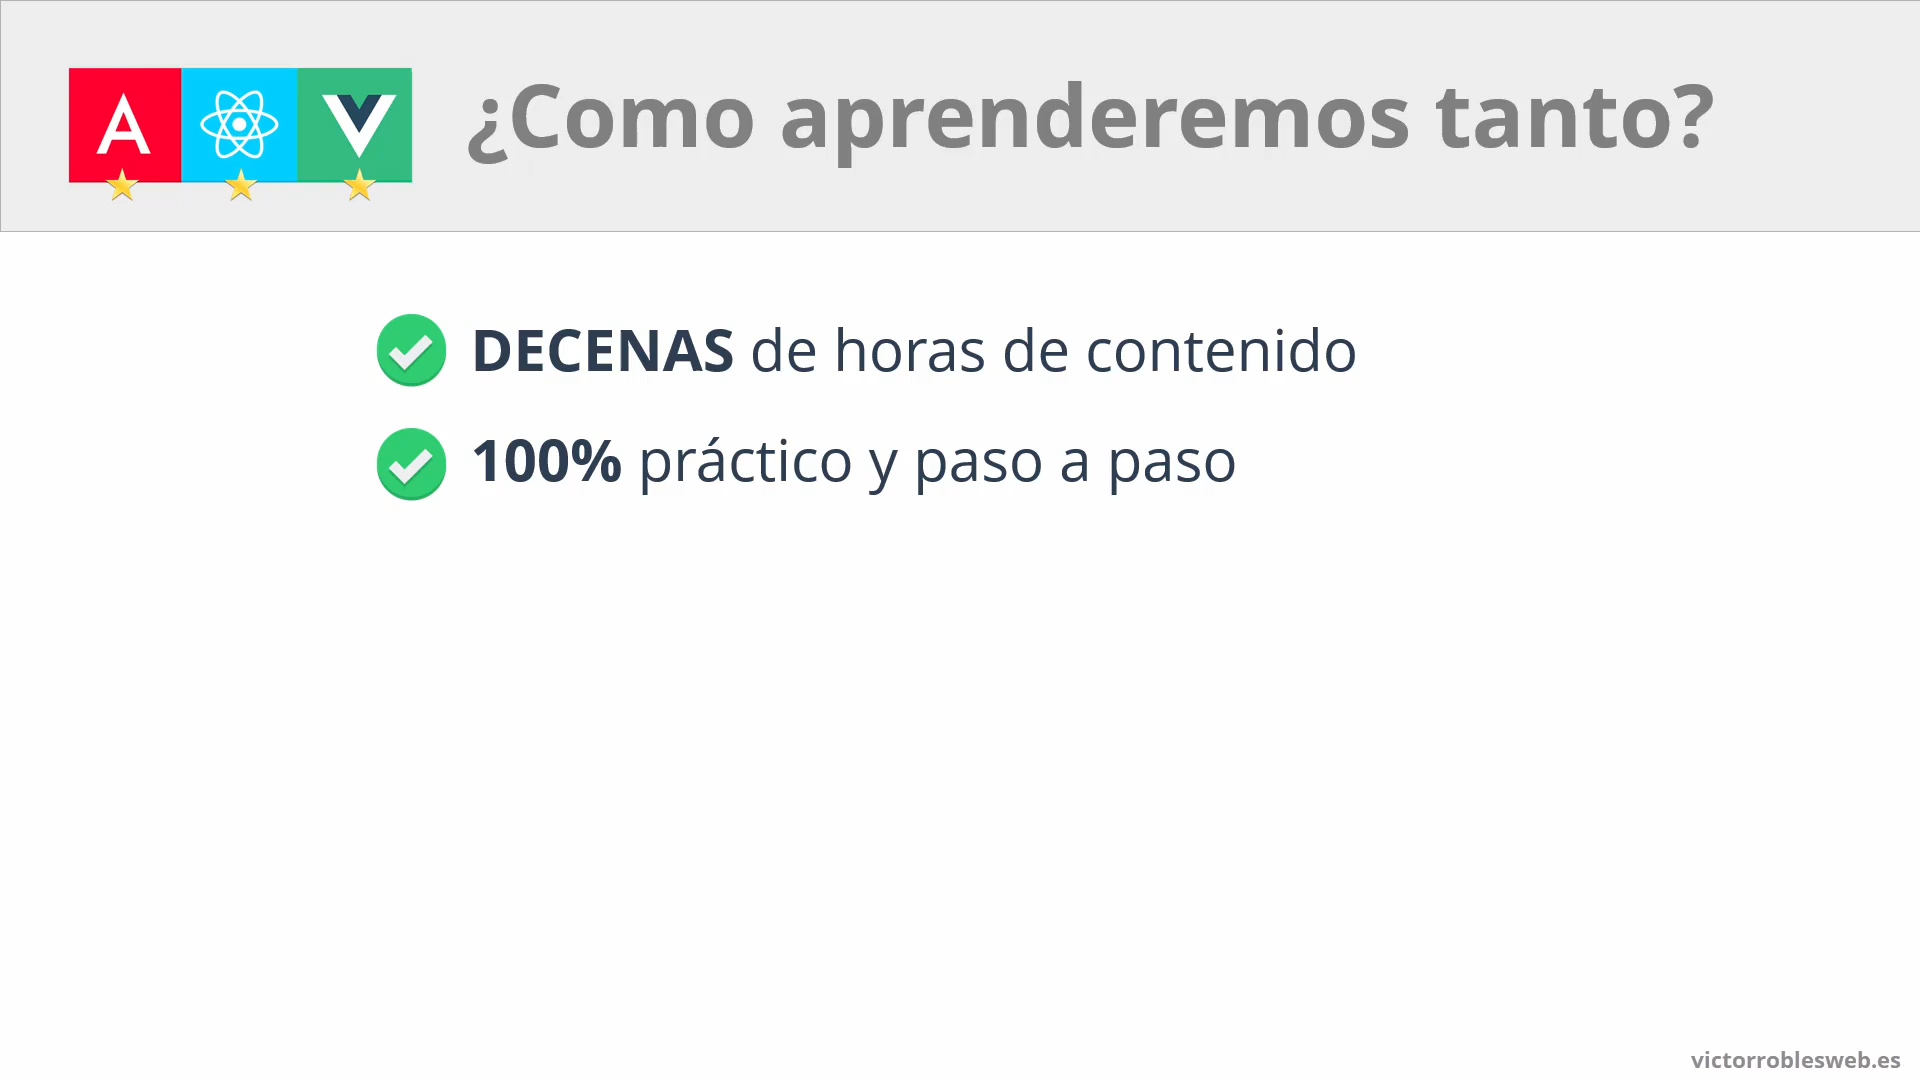 ¿Como aprenderemos tanto?
DECENAS de horas de contenido
100% práctico y paso a paso
victorroblesweb.es